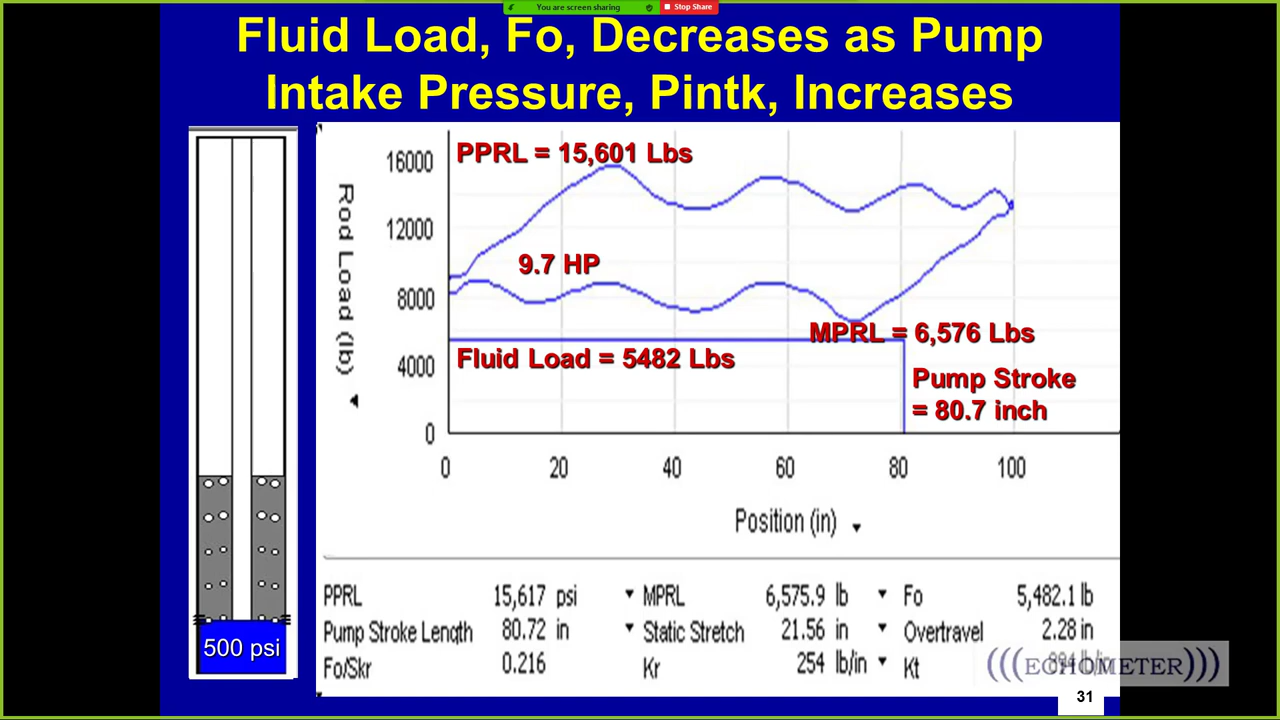 You are screen sharing
Stop Share
Fluid Load, Fo, Decreases as Pump
Intake Pressure, Pintk, Increases
PPRL = 15,601 Lbs
9.7 HP
MPRL = 6,576 Lbs
Fluid Load = 5482 Lbs
Pump Stroke
= 80.7 inch
Rod Load (lb)
16000
12000
8000
4000
0
0 20 40 60 80 100
Position (in)
500 psi
PPRL 15,617 psi MPRL 6,575.9 lb Fo 5,482.1 lb
Pump Stroke Length 80.72 in Static Stretch 21.56 in Overtravel 2.28 in
Fo/Skr 0.216 Kr 254 lb/in Kt lb/in
(((ECHOMETER)))
31